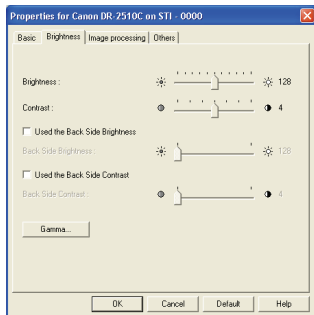 Properties for Canon DR-2510C on STI - 0000
Basic Brightness Image processing Others
Brightness : 128
Contrast : 4
Used the Back Side Brightness
Back Side Brightness : 128
Used the Back Side Contrast
Back Side Contrast : 4
Gamma...
OK Cancel Default Help